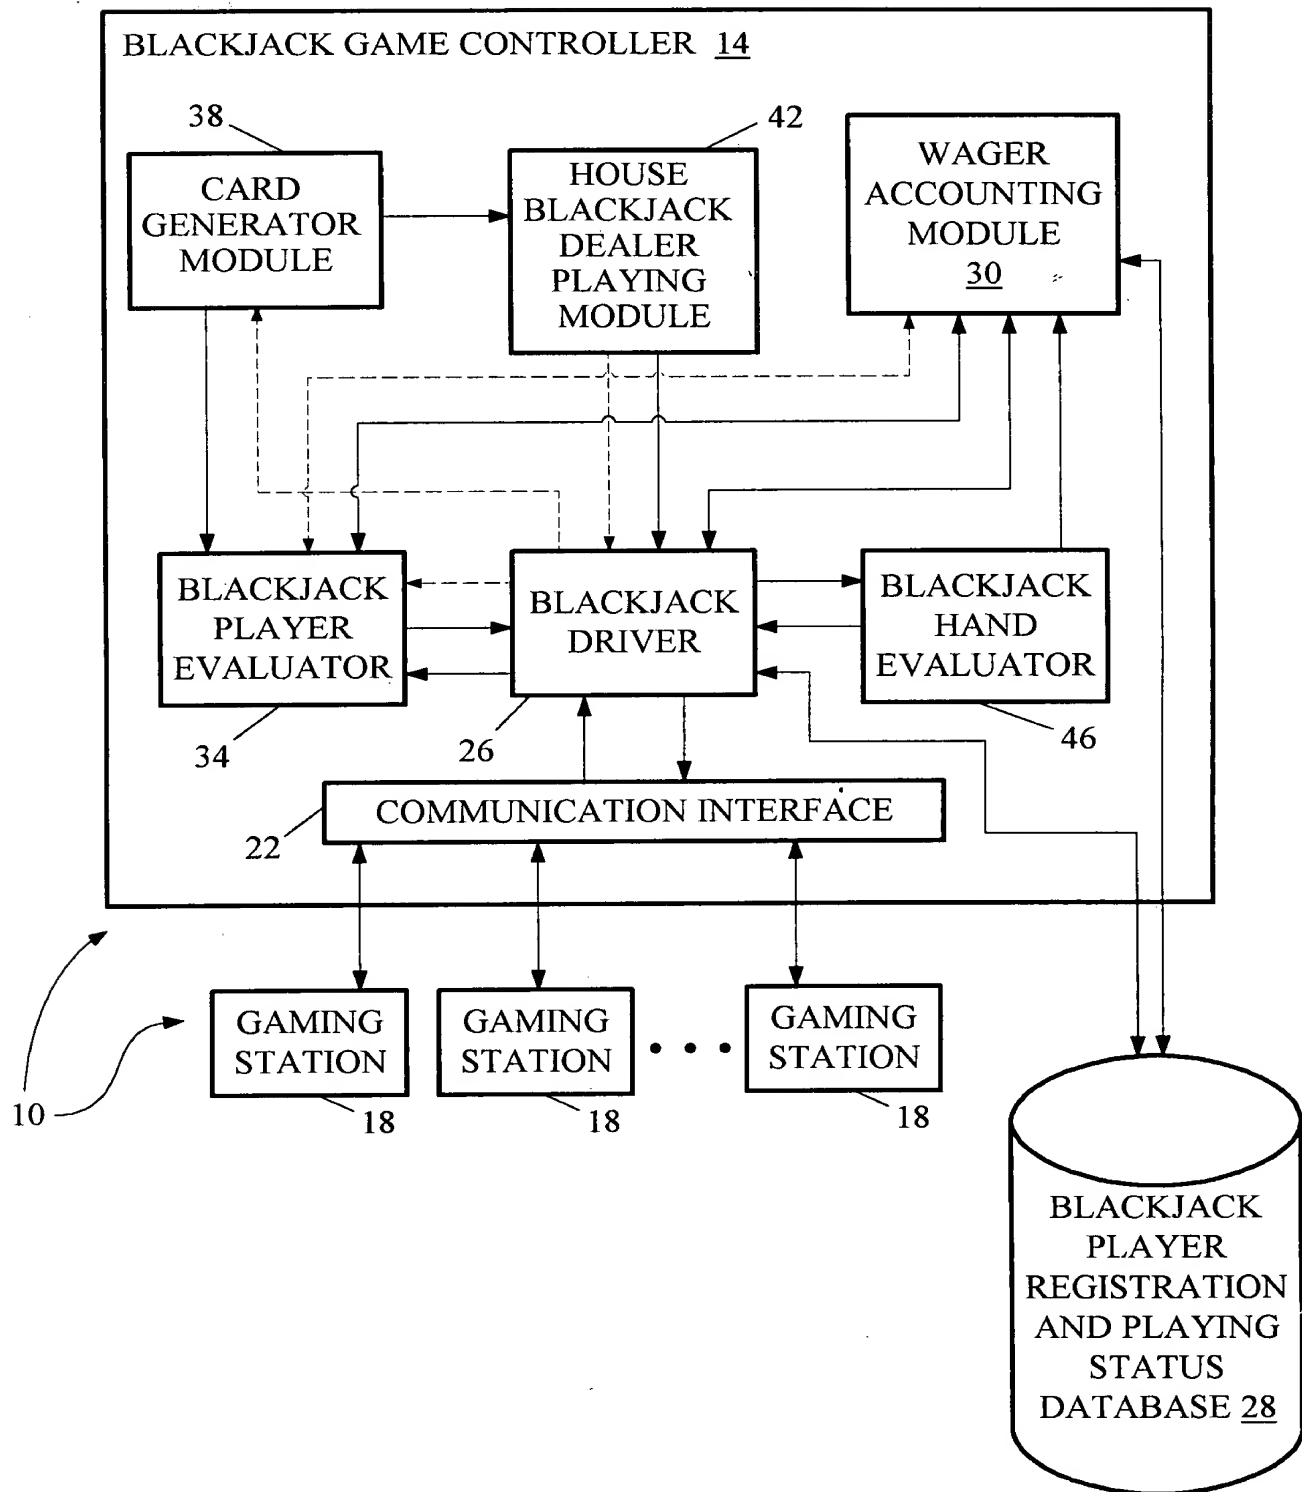 BLACKJACK GAME CONTROLLER 14
38
42
CARD
GENERATOR
MODULE
HOUSE
BLACKJACK
DEALER
PLAYING
MODULE
WAGER
ACCOUNTING
MODULE
30
BLACKJACK
PLAYER
EVALUATOR
BLACKJACK
DRIVER
BLACKJACK
HAND
EVALUATOR
34
26
46
COMMUNICATION INTERFACE
22
GAMING
STATION
GAMING
STATION
GAMING
STATION
10
18
18
18
BLACKJACK
PLAYER
REGISTRATION
AND PLAYING
STATUS
DATABASE 28